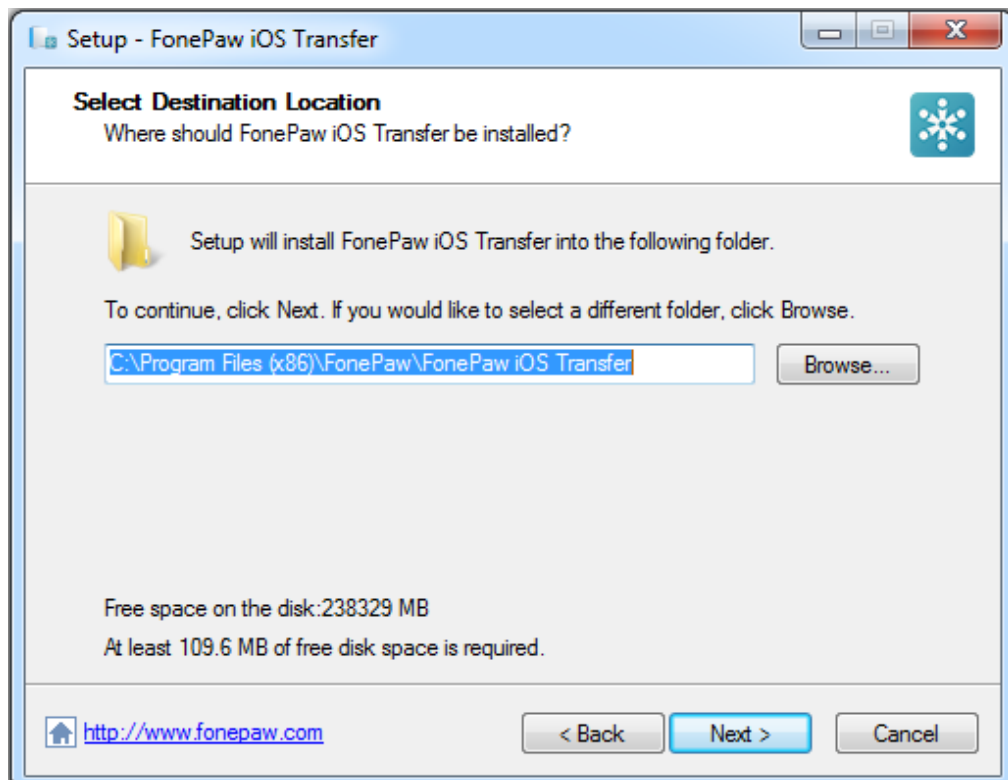 Setup - FonePaw iOS Transfer
Select Destination Location
Where should FonePaw iOS Transfer be installed?
Setup will install FonePaw iOS Transfer into the following folder.
To continue, click Next. If you would like to select a different folder, click Browse.
C:\Program Files (x86)\FonePaw\FonePaw iOS Transfer
Browse...
Free space on the disk:238329 MB
At least 109.6 MB of free disk space is required.
http://www.fonepaw.com
< Back
Next >
Cancel